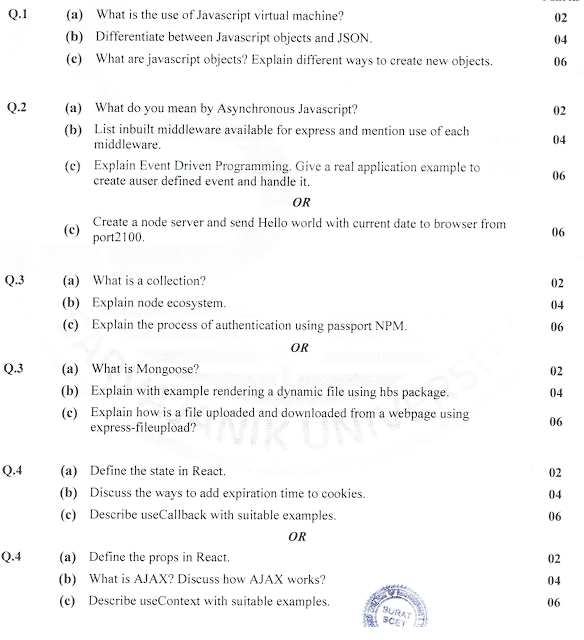 Q.1 (a) What is the use of Javascript virtual machine? 02
(b) Differentiate between Javascript objects and JSON. 04
(c) What are javascript objects? Explain different ways to create new objects. 06
Q.2 (a) What do you mean by Asynchronous Javascript? 02
(b) List inbuilt middleware available for express and mention use of each
middleware. 04
(c) Explain Event Driven Programming. Give a real application example to
create auser defined event and handle it. 06
OR
(c) Create a node server and send Hello world with current date to browser from
port2100. 06
Q.3 (a) What is a collection? 02
(b) Explain node ecosystem. 04
(c) Explain the process of authentication using passport NPM. 06
OR
Q.3 (a) What is Mongoose? 02
(b) Explain with example rendering a dynamic file using hbs package. 04
(c) Explain how is a file uploaded and downloaded from a webpage using
express-fileupload? 06
Q.4 (a) Define the state in React. 02
(b) Discuss the ways to add expiration time to cookies. 04
(c) Describe useCallback with suitable examples. 06
OR
Q.4 (a) Define the props in React. 02
(b) What is AJAX? Discuss how AJAX works? 04
(c) Describe useContext with suitable examples. 06
SURAT
SCET